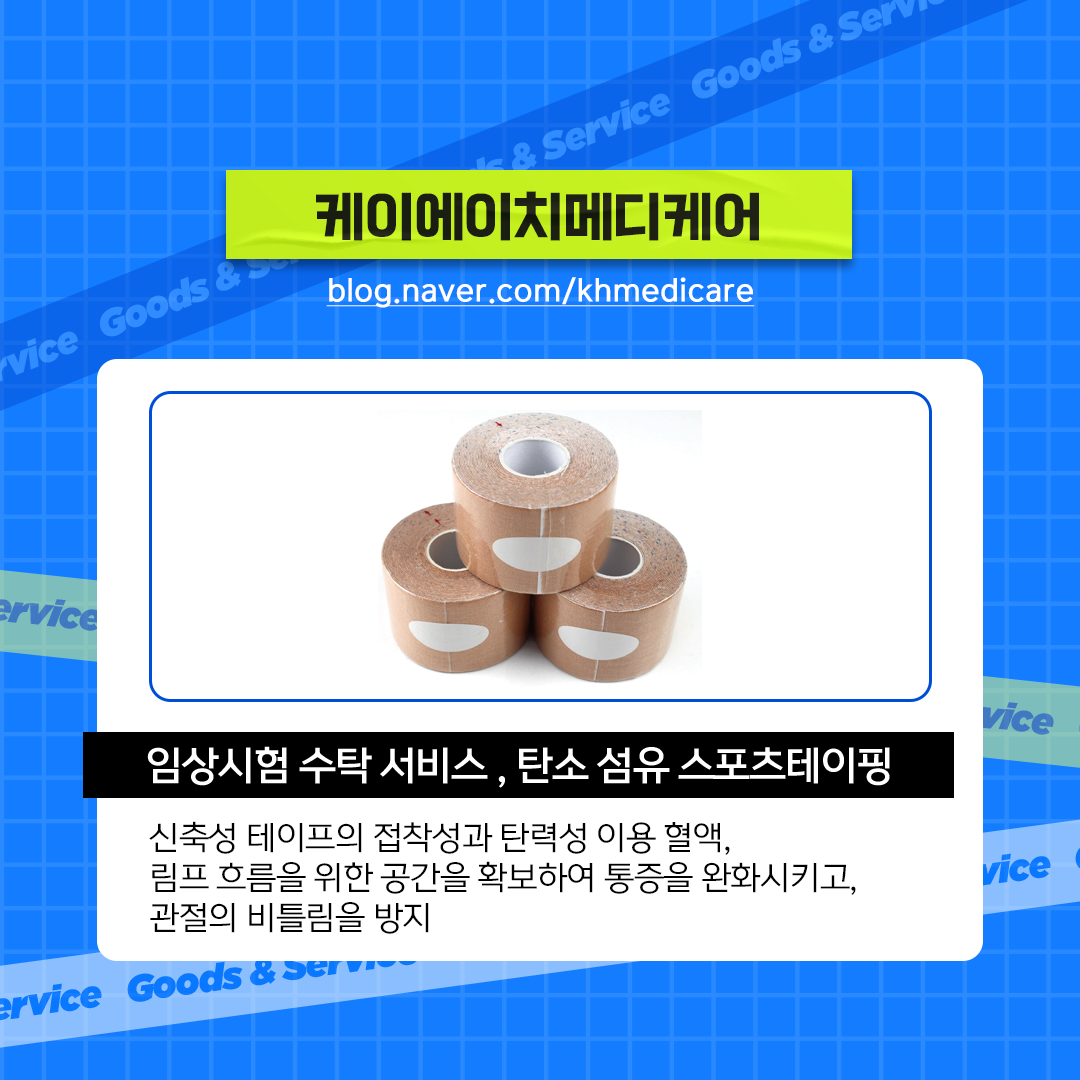 Goods & Service
Goods & Service
케이에이치메디케어
blog.naver.com/khmedicare
Goods &
임상시험 수탁 서비스 , 탄소 섬유 스포츠테이핑
신축성 테이프의 접착성과 탄력성 이용 혈액,
림프 흐름을 위한 공간을 확보하여 통증을 완화시키고,
관절의 비틀림을 방지
Goods & Service